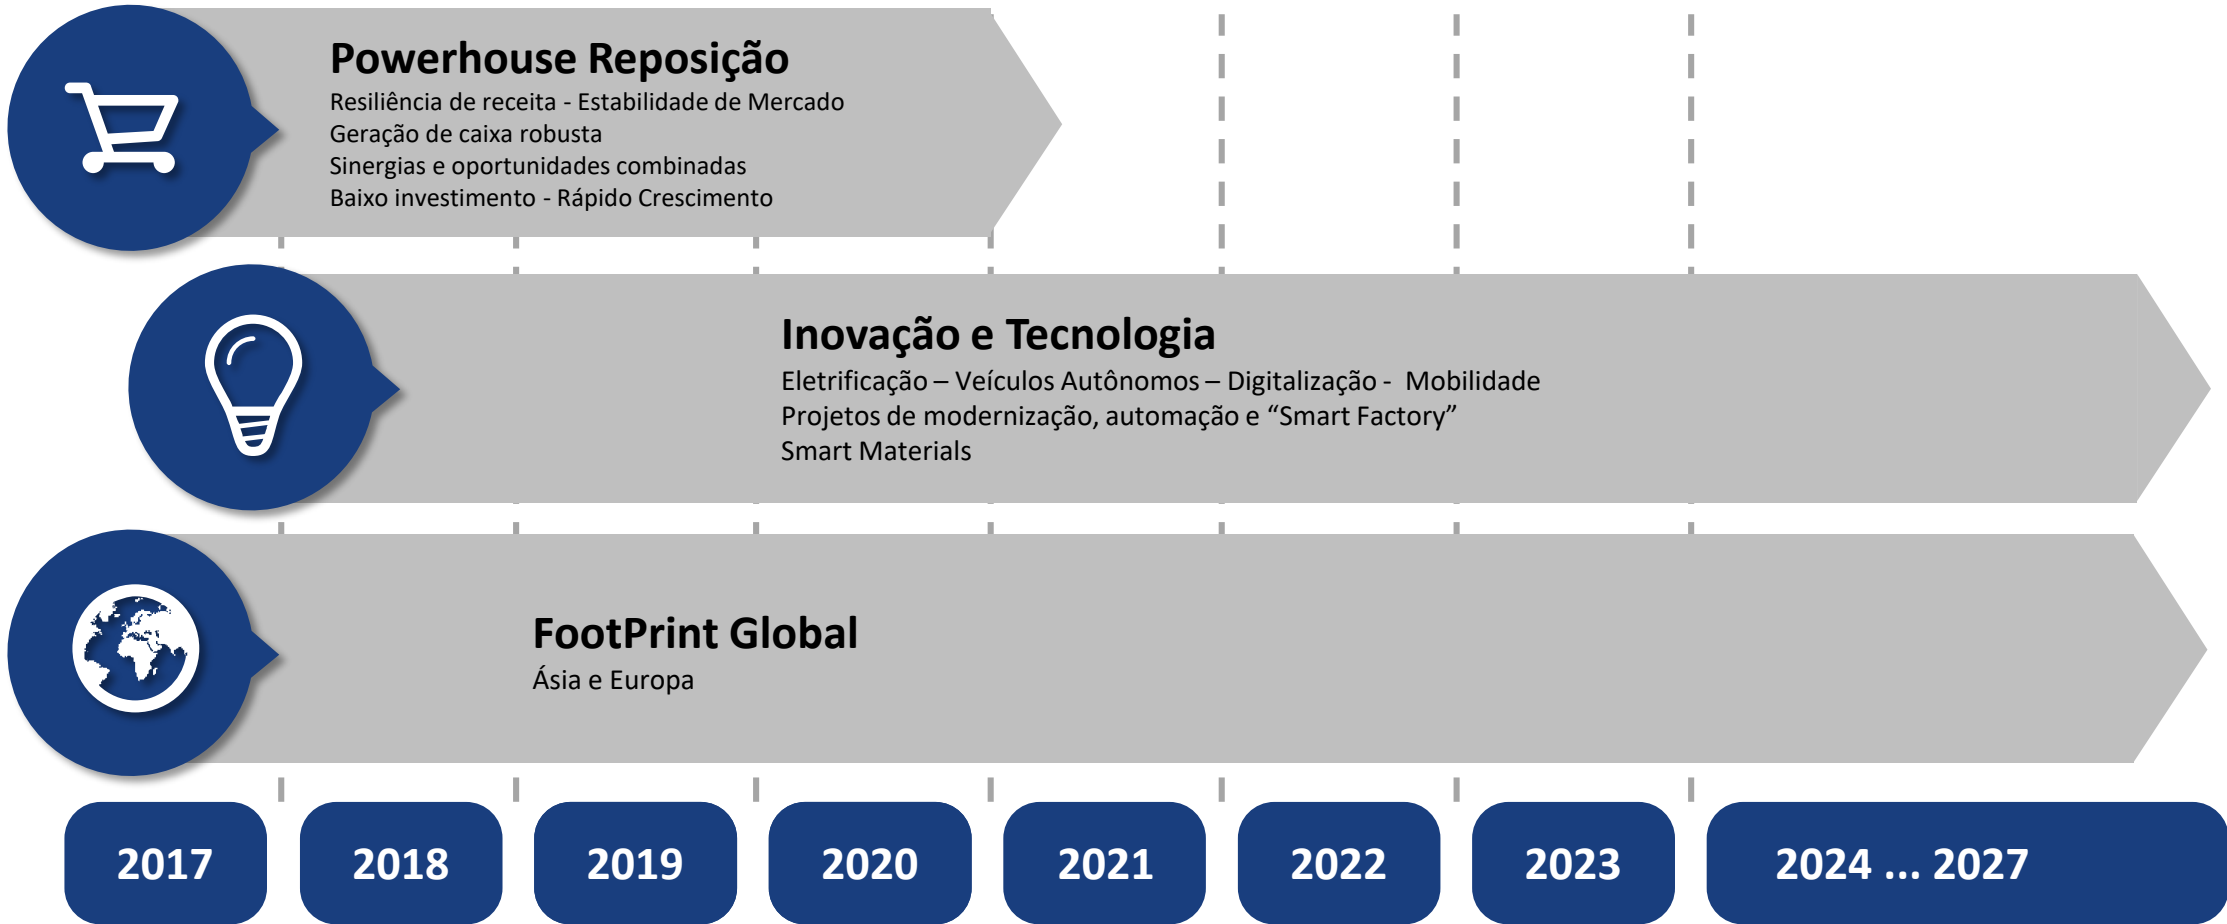 Powerhouse Reposição
Resiliência de receita - Estabilidade de Mercado
Geração de caixa robusta
Sinergias e oportunidades combinadas
Baixo investimento - Rápido Crescimento
Inovação e Tecnologia
Eletrificação – Veículos Autônomos – Digitalização -  Mobilidade
Projetos de modernização, automação e “Smart Factory”
Smart Materials
FootPrint Global
Ásia e Europa
2017 2018 2019 2020 2021 2022 2023 2024 ... 2027